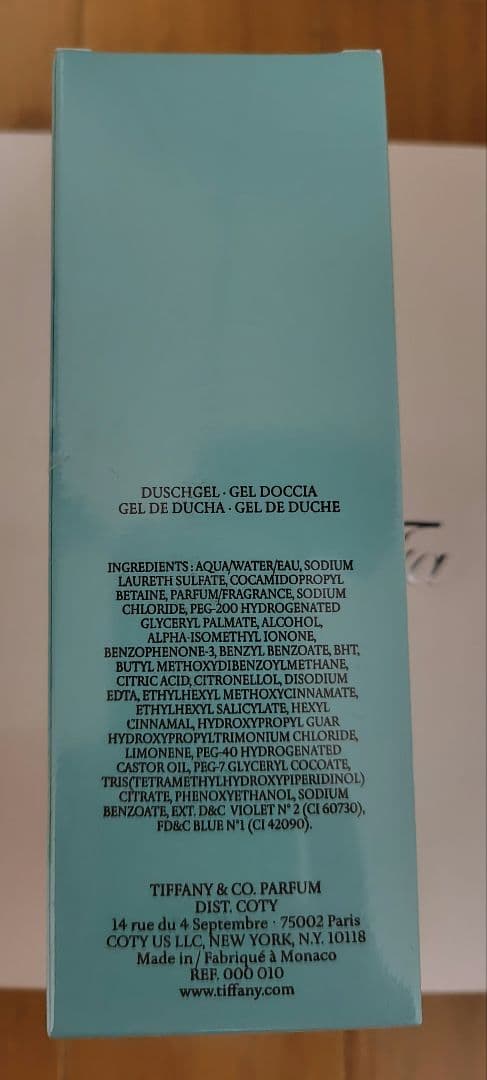 DUSCHGEL · GEL DOCCIA
GEL DE DUCHA · GEL DE DUCHE
INGREDIENTS : AQUA/WATER/EAU, SODIUM
LAURETH SULFATE, COCAMIDOPROPYL
BETAINE, PARFUM/FRAGRANCE, SODIUM
CHLORIDE, PEG-200 HYDROGENATED
GLYCERYL PALMATE, ALCOHOL,
ALPHA-ISOMETHYL IONONE,
BENZOPHENONE-3, BENZYL BENZOATE, BHT,
BUTYL METHOXYDIBENZOYLMETHANE,
CITRIC ACID, CITRONELLOL, DISODIUM
EDTA, ETHYLHEXYL METHOXYCINNAMATE,
ETHYLHEXYL SALICYLATE, HEXYL
CINNAMAL, HYDROXYPROPYL GUAR
HYDROXYPROPYLTRIMONIUM CHLORIDE,
LIMONENE, PEG-40 HYDROGENATED
CASTOR OIL, PEG-7 GLYCERYL COCOATE,
TRIS(TETRAMETHYLHYDROXYPIPERIDINOL)
CITRATE, PHENOXYETHANOL, SODIUM
BENZOATE, EXT. D&C VIOLET N° 2 (CI 60730),
FD&C BLUE N°1 (CI 42090).
TIFFANY & CO. PARFUM
DIST. COTY
14 rue du 4 Septembre · 75002 Paris
COTY US LLC, NEW YORK, N.Y. 10118
Made in / Fabriqué à Monaco
REF. 000 010
www.tiffany.com